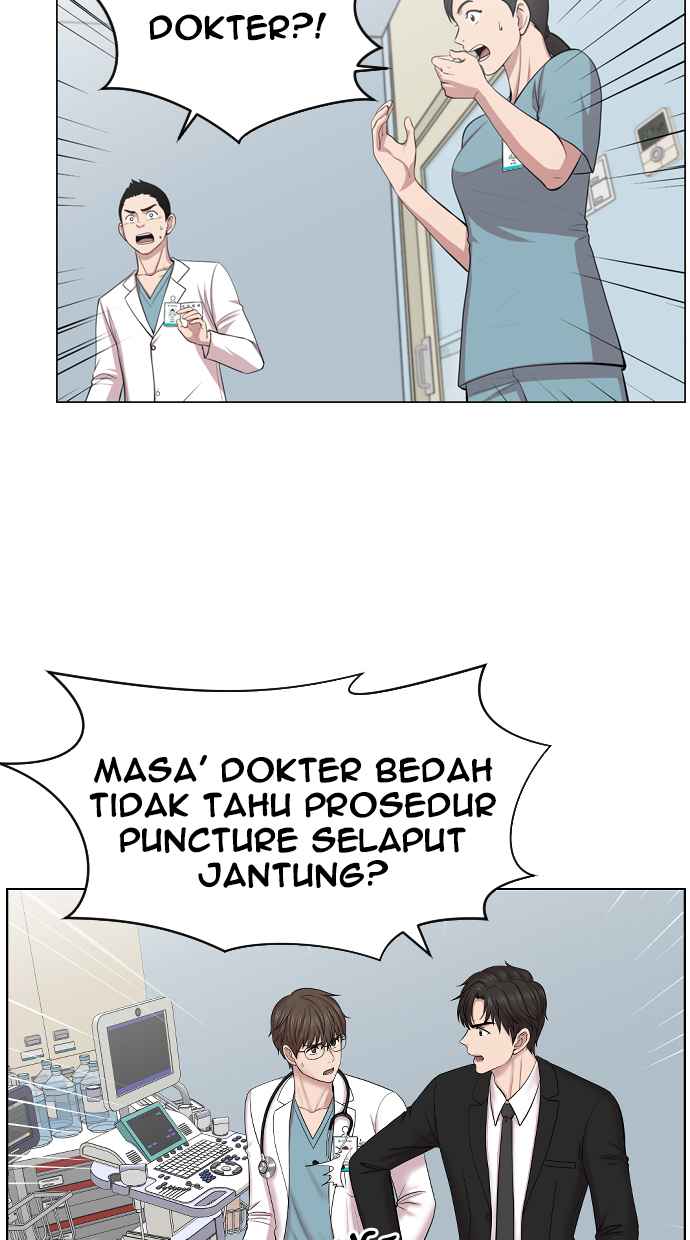 DOKTER?!
MASA' DOKTER BEDAH
TIDAK TAHU PROSEDUR
PUNCTURE SELAPUT
JANTUNG?